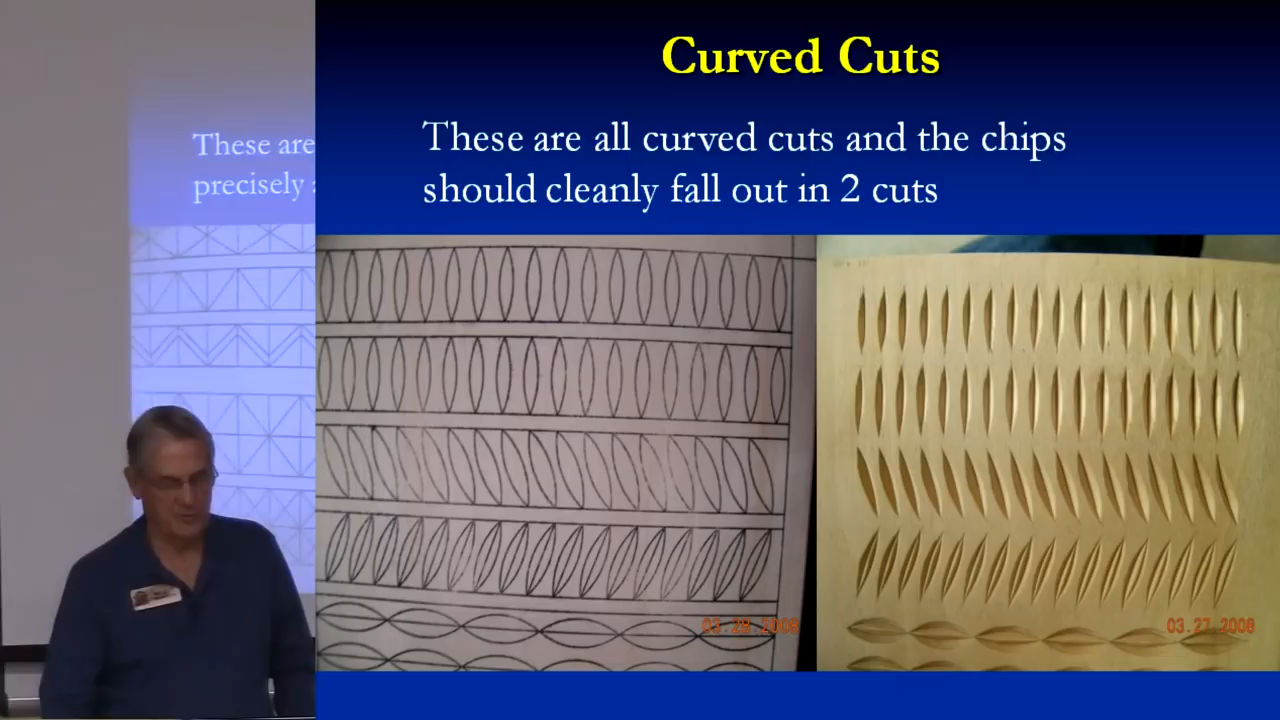 Curved Cuts
These are all curved cuts and the chips
should cleanly fall out in 2 cuts
These are
precisely
03.28.2008
03.27.2008